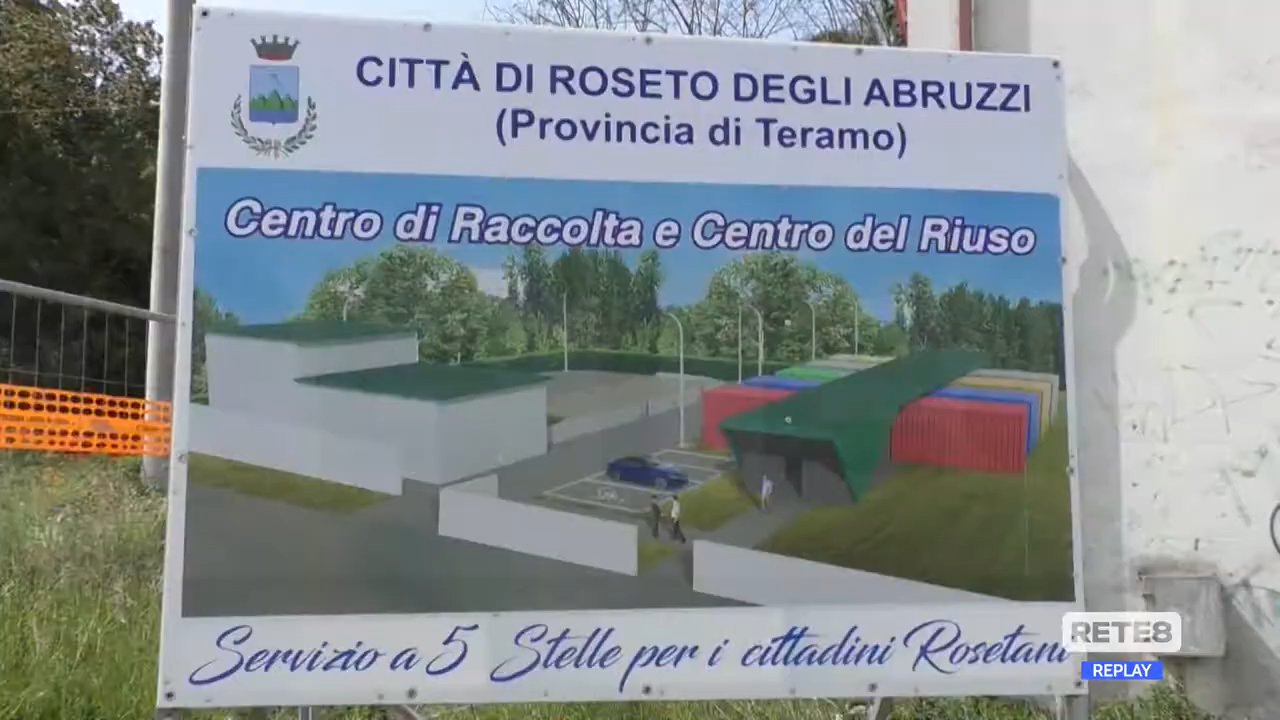 CITTÀ DI ROSETO DEGLI ABRUZZI
(Provincia di Teramo)
Centro di Raccolta e Centro del Riuso
Servizio a 5 Stelle per i cittadini Rosetani
RETE8
REPLAY